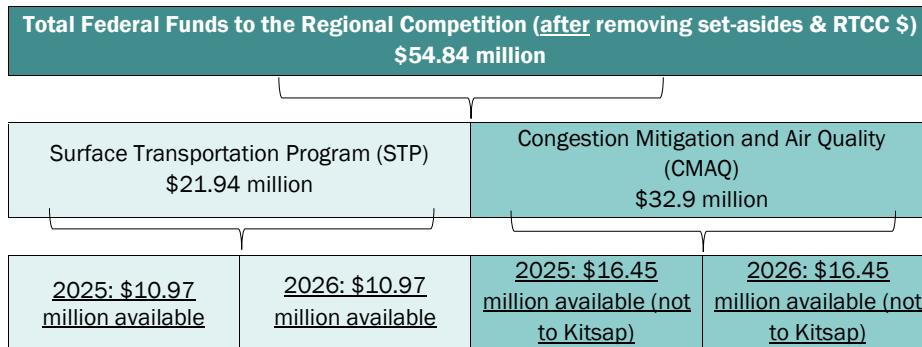 Total Federal Funds to the Regional Competition (after removing set-asides & RTCC $)
$54.84 million
Surface Transportation Program (STP)
$21.94 million
Congestion Mitigation and Air Quality
(CMAQ)
$32.9 million
2025: $10.97
million available
2026: $10.97
million available
2025: $16.45
million available (not
to Kitsap)
2026: $16.45
million available (not
to Kitsap)